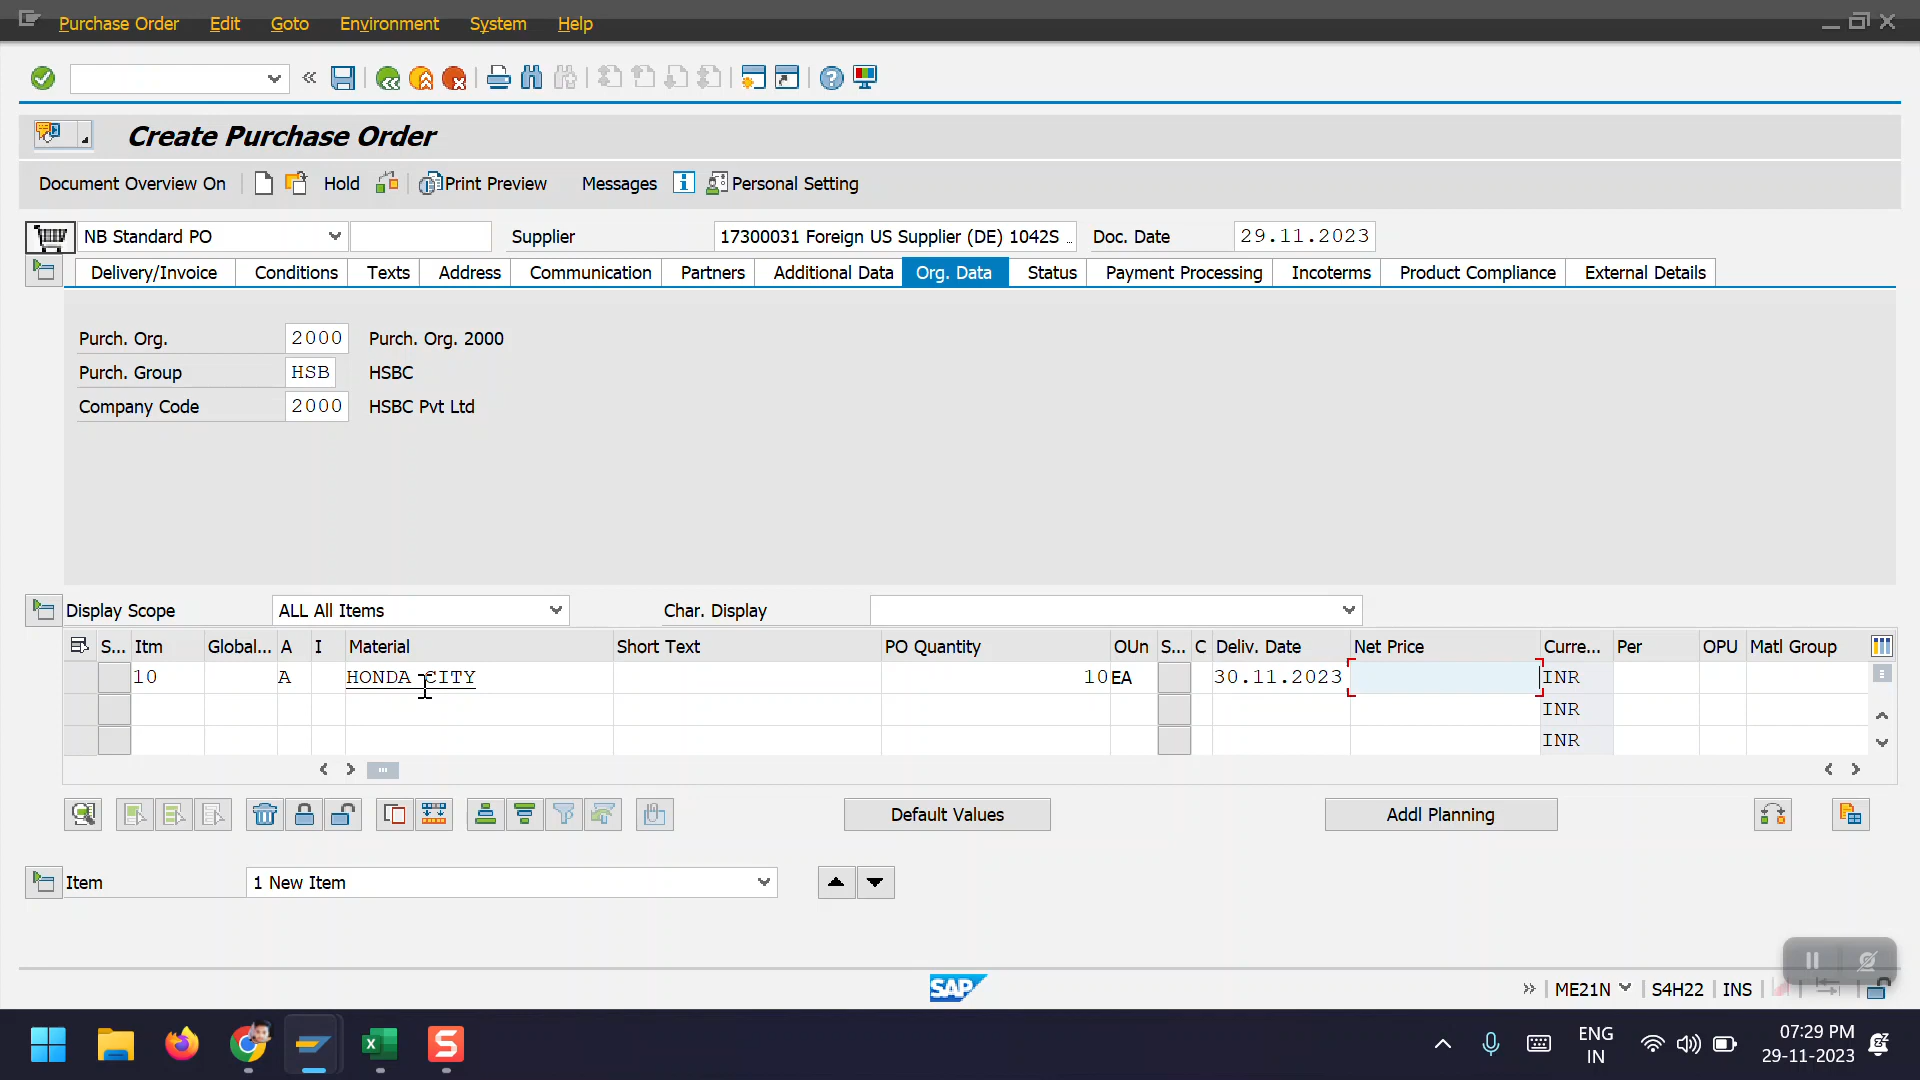 Purchase Order Edit Goto Environment System Help
Create Purchase Order
Document Overview On Hold Print Preview Messages Personal Setting
NB Standard PO Supplier 17300031 Foreign US Supplier (DE) 1042S .. Doc. Date 29.11.2023
Delivery/Invoice Conditions Texts Address Communication Partners Additional Data Org. Data Status Payment Processing Incoterms Product Compliance External Details
Purch. Org. 2000 Purch. Org. 2000
Purch. Group HSB HSBC
Company Code 2000 HSBC Pvt Ltd
Display Scope ALL All Items Char. Display
S... Itm Global... A I Material Short Text PO Quantity OUn S... C Deliv. Date Net Price Curre... Per OPU Matl Group
10 A HONDA CITY 10 EA 30.11.2023 INR
INR
INR
Default Values Addl Planning
Item 1 New Item
SAP ME21N S4H22 INS
ENG 07:29 PM
IN 29-11-2023